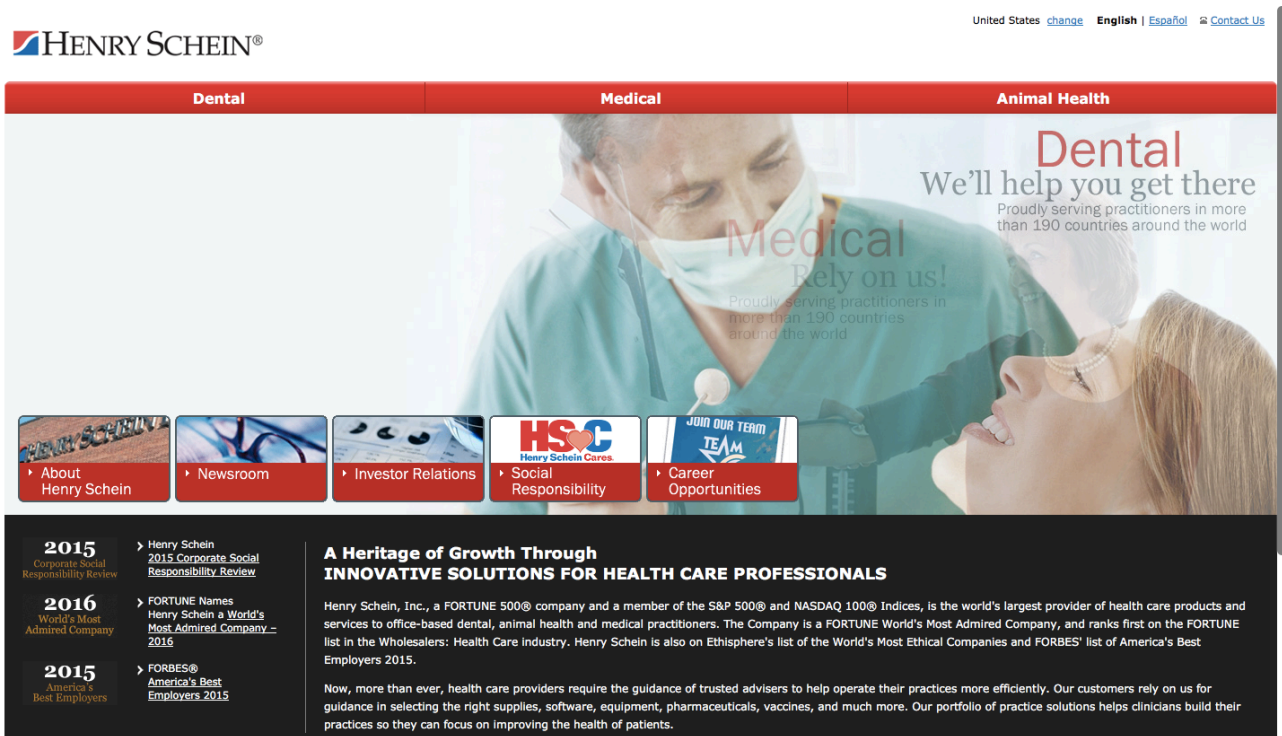 United States change English | Español Contact Us
HENRY SCHEIN®
Dental
Medical
Animal Health
Dental
We'll help you get there
Proudly serving practitioners in more
than 190 countries around the world
Medical
Rely on us!
Proudly serving practitioners in
more than 190 countries
around the world
HENRY SCHEIN
About
Henry Schein
Newsroom
Investor Relations
HSC
Henry Schein Cares
Social
Responsibility
JOIN OUR TEAM
TEAM
Career
Opportunities
2015
Corporate Social
Responsibility Review
Henry Schein
2015 Corporate Social
Responsibility Review
2016
World's Most
Admired Company
FORTUNE Names
Henry Schein a World's
Most Admired Company –
2016
2015
America's
Best Employers
FORBES®
America's Best
Employers 2015
A Heritage of Growth Through
INNOVATIVE SOLUTIONS FOR HEALTH CARE PROFESSIONALS
Henry Schein, Inc., a FORTUNE 500® company and a member of the S&P 500® and NASDAQ 100® Indices, is the world's largest provider of health care products and
services to office-based dental, animal health and medical practitioners. The Company is a FORTUNE World's Most Admired Company, and ranks first on the FORTUNE
list in the Wholesalers: Health Care industry. Henry Schein is also on Ethisphere's list of the World's Most Ethical Companies and FORBES' list of America's Best
Employers 2015.
Now, more than ever, health care providers require the guidance of trusted advisers to help operate their practices more efficiently. Our customers rely on us for
guidance in selecting the right supplies, software, equipment, pharmaceuticals, vaccines, and much more. Our portfolio of practice solutions helps clinicians build their
practices so they can focus on improving the health of patients.